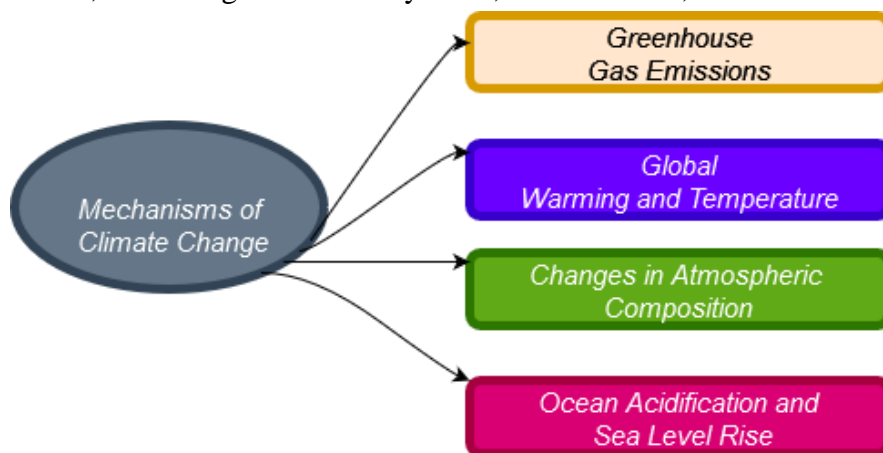 Greenhouse
Gas Emissions
Global
Warming and Temperature
Mechanisms of
Climate Change
Changes in Atmospheric
Composition
Ocean Acidification and
Sea Level Rise